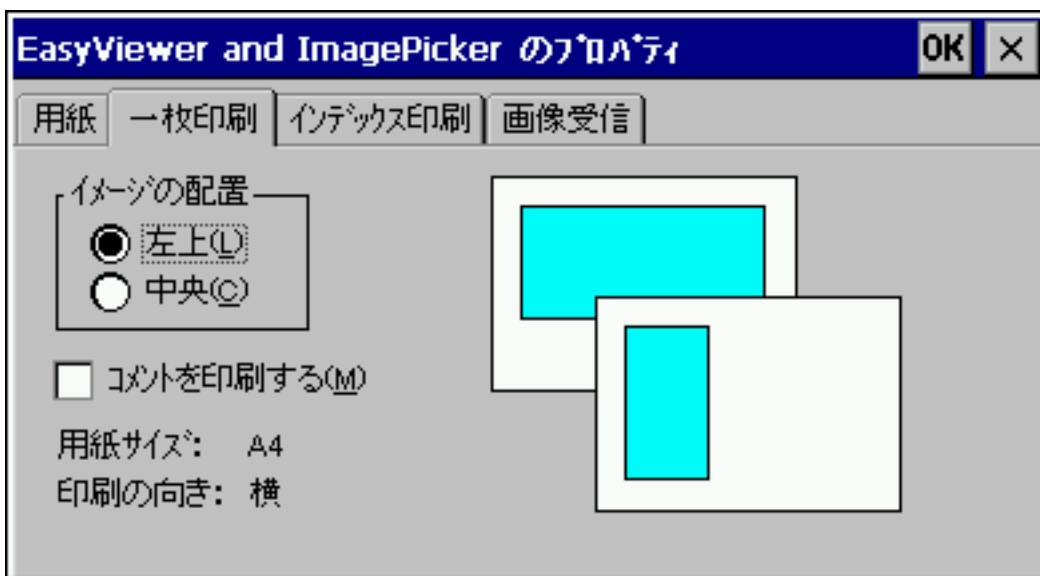 EasyViewer and ImagePicker のﾌﾟﾛﾊﾟﾃｨ OK ×
用紙 一枚印刷 ｲﾝﾃﾞｯｸｽ印刷 画像受信
ｲﾒｰｼﾞの配置
左上(L)
中央(C)
ｺﾒﾝﾄを印刷する(M)
用紙ｻｲｽﾞ: A4
印刷の向き: 横